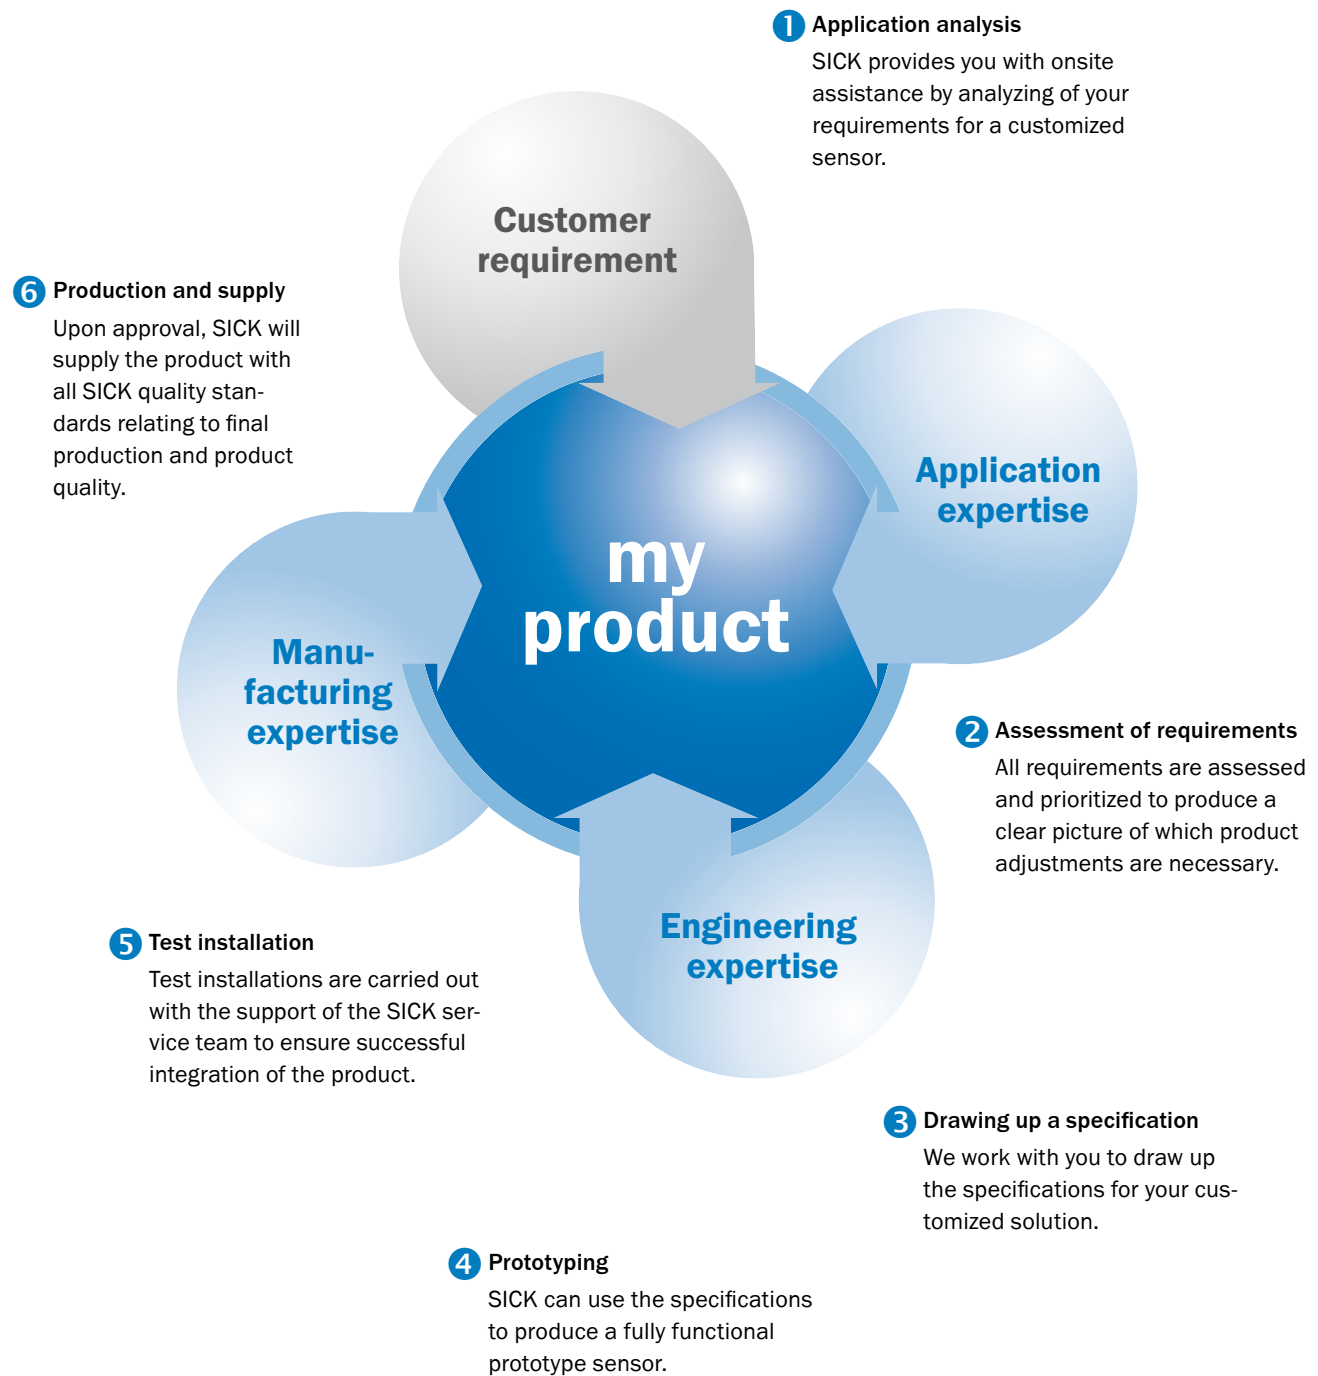 1 Application analysis
SICK provides you with onsite
assistance by analyzing of your
requirements for a customized
sensor.
Customer
requirement
6 Production and supply
Upon approval, SICK will
supply the product with
all SICK quality stan-
dards relating to final
production and product
quality.
Application
expertise
my
product
Manu-
facturing
expertise
2 Assessment of requirements
All requirements are assessed
and prioritized to produce a
clear picture of which product
adjustments are necessary.
Engineering
expertise
5 Test installation
Test installations are carried out
with the support of the SICK ser-
vice team to ensure successful
integration of the product.
3 Drawing up a specification
We work with you to draw up
the specifications for your cus-
tomized solution.
4 Prototyping
SICK can use the specifications
to produce a fully functional
prototype sensor.